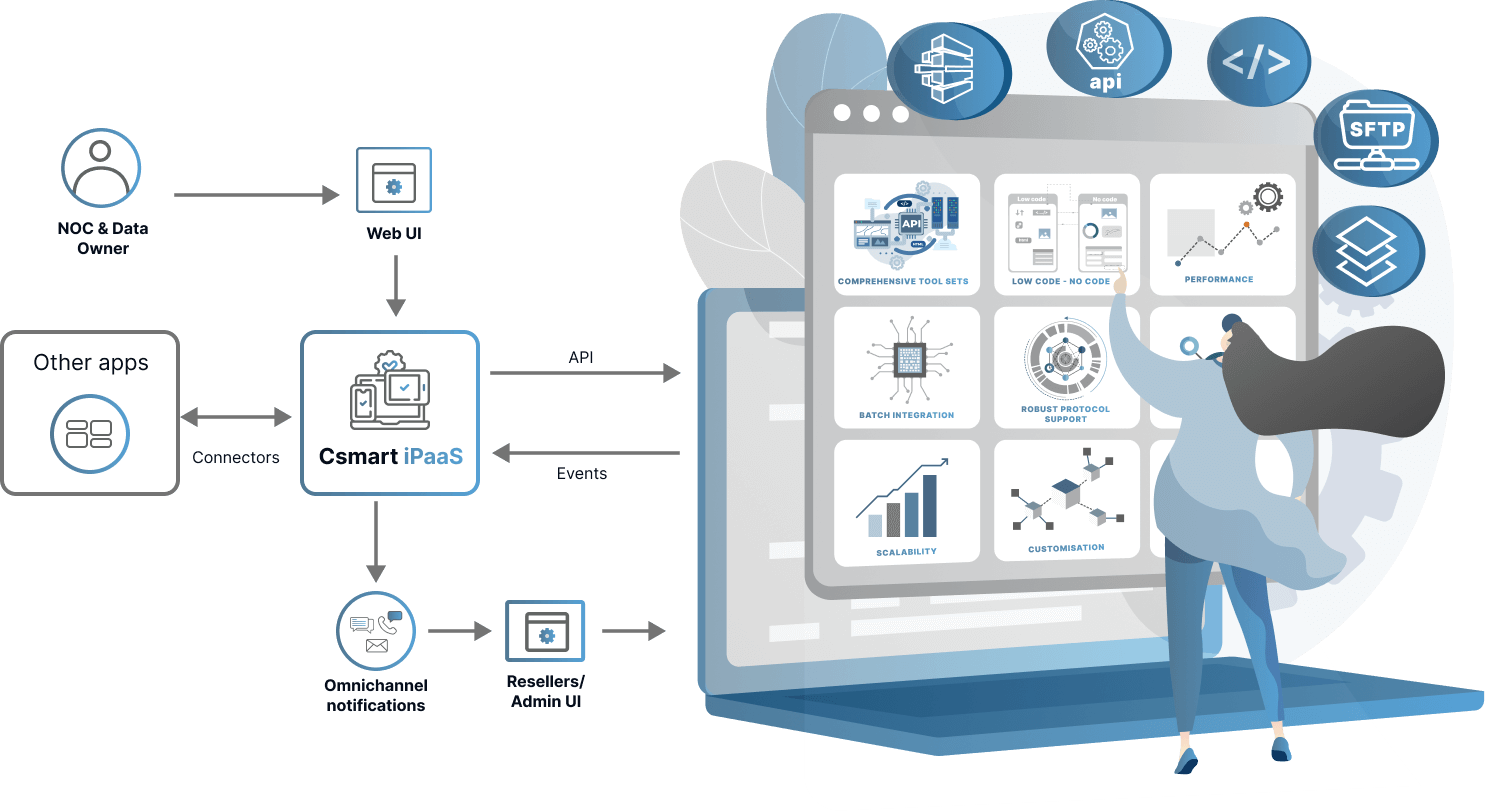 NOC & Data
Owner
Web UI
Other apps
Connectors
Csmart iPaaS
API
Events
Omnichannel
notifications
Resellers/
Admin UI
api
</>
SFTP
API
</>
HTML
COMPREHENSIVE TOOL SETS
Low code
No code
LOW CODE - NO CODE
PERFORMANCE
BATCH INTEGRATION
ROBUST PROTOCOL
SUPPORT
SCALABILITY
CUSTOMISATION